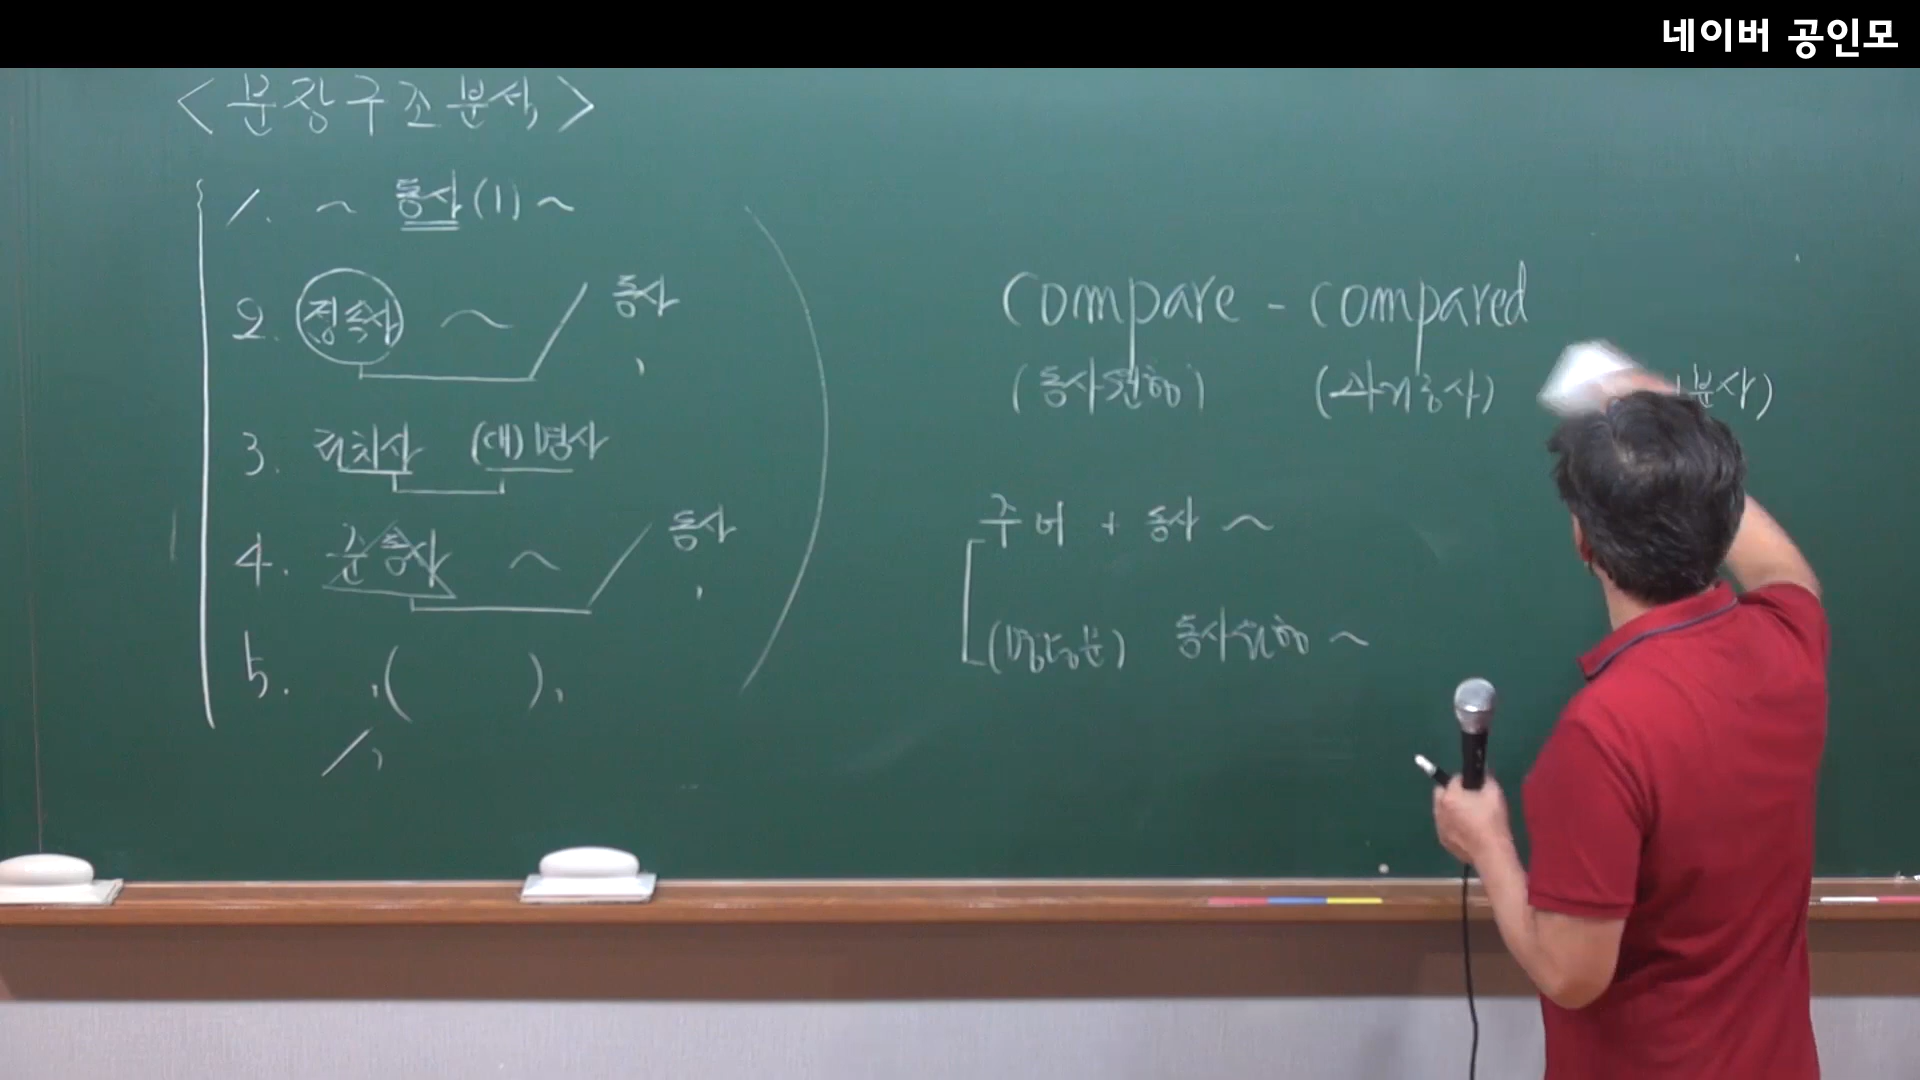 네이버 공인모
<문장구조분석>
1. ~ 동사(1) ~
2. 접속사 ~ / 동사
,
3. 전치사 (대)명사
4. 준동사 ~ / 동사
,
5. ,( ),
/,
compare - compared
(동사원형) (과거동사) 분사)
주어 + 동사 ~
(명령문) 동사원형 ~